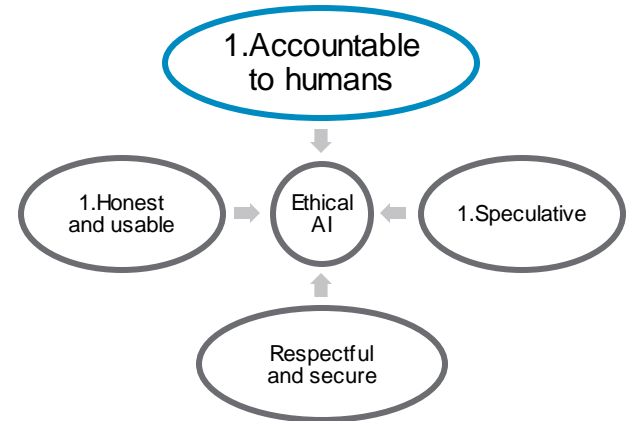 1.Accountable
to humans
1.Honest
and usable
Ethical
AI
1.Speculative
Respectful
and secure